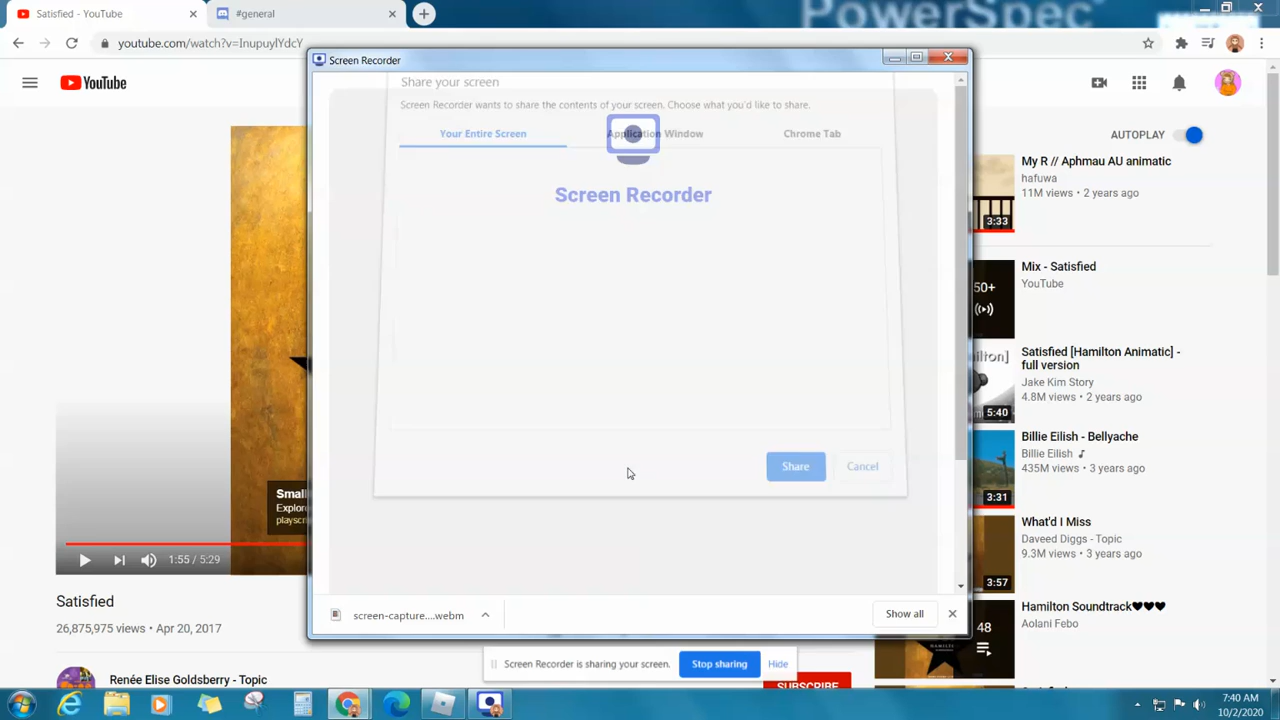 Satisfied - YouTube
#general
PowerSpec
youtube.com/watch?v=InupuylYdcY
Screen Recorder
YouTube
Share your screen
Screen Recorder wants to share the contents of your screen. Choose what you'd like to share.
Your Entire Screen
Application Window
Chrome Tab
Screen Recorder
Share
Cancel
screen-capture....webm
Show all
Screen Recorder is sharing your screen.
Stop sharing
Hide
Small
Explor
playscr
1:55 / 5:29
Satisfied
26,875,975 views • Apr 20, 201
Renée Elise Goldsberry - Topic
SUBSCRIBE
AUTOPLAY
My R // Aphmau AU animatic
hafuwa
11M views • 2 years ago
3:33
Mix - Satisfied
YouTube
50+
Satisfied [Hamilton Animatic] -
full version
Jake Kim Story
4.8M views • 2 years ago
5:40
Billie Eilish - Bellyache
Billie Eilish
435M views • 3 years ago
3:31
What'd I Miss
Daveed Diggs - Topic
9.3M views • 3 years ago
3:57
Hamilton Soundtrack♥♥♥
Aolani Febo
48
7:40 AM
10/2/2020